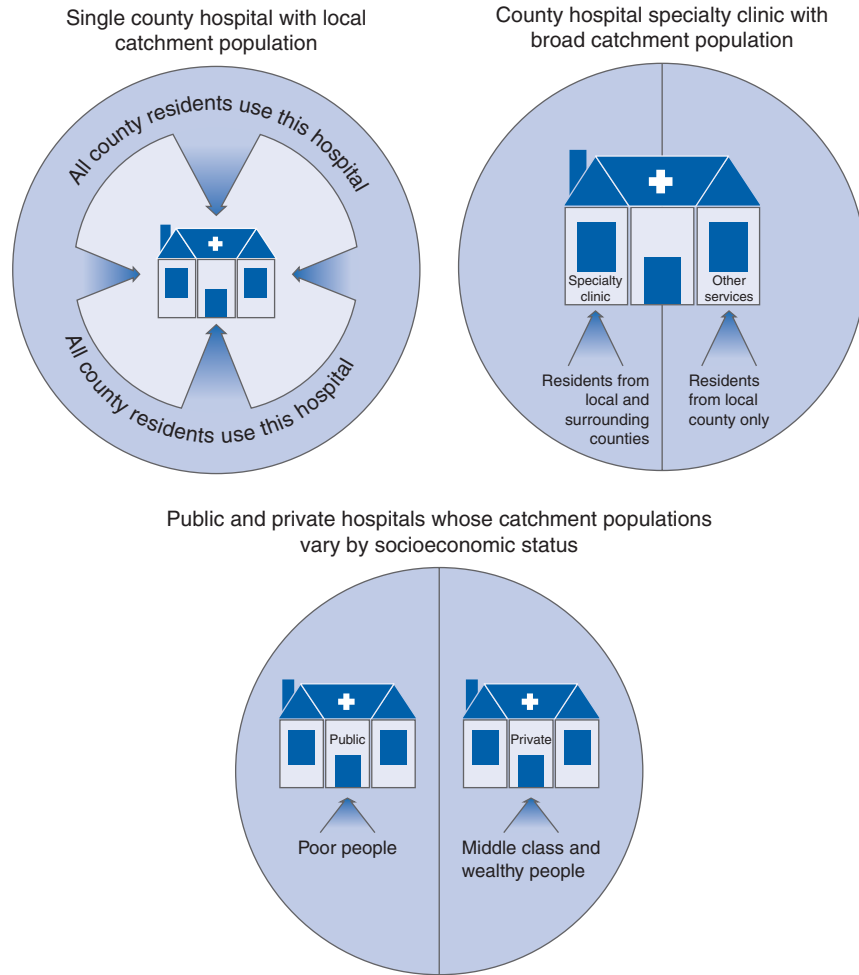 Single county hospital with local
catchment population
All county residents use this hospital
All county residents use this hospital
County hospital specialty clinic with
broad catchment population
Specialty
clinic
Other
services
Residents from
local and
surrounding
counties
Residents
from local
county only
Public and private hospitals whose catchment populations
vary by socioeconomic status
Public
Private
Poor people
Middle class and
wealthy people